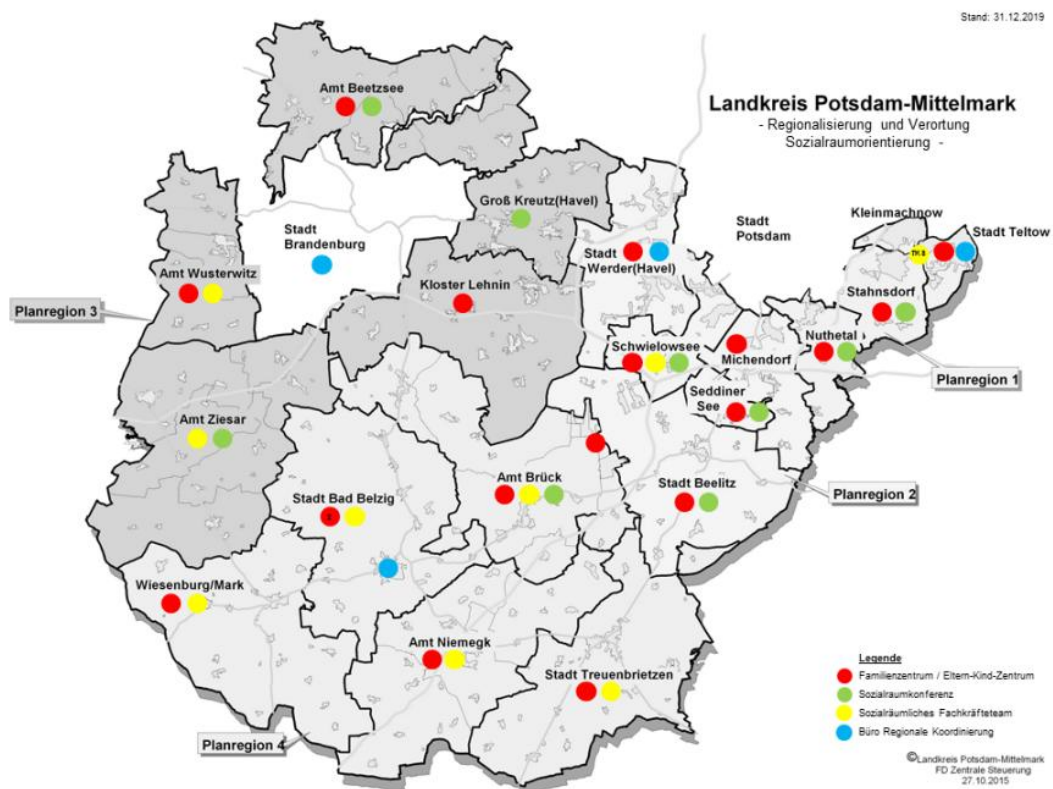 Stand: 31.12.2019
Landkreis Potsdam-Mittelmark
- Regionalisierung und Verortung
Sozialraumorientierung -
Amt Beetzsee
Groß Kreutz(Havel)
Stadt
Potsdam
Kleinmachnow
Stadt Teltow
Stadt
Brandenburg
Stadt
Werder(Havel)
TKS
Amt Wusterwitz
Kloster Lehnin
Stahnsdorf
Planregion 3
Schwielowsee
Michendorf
Nuthetal
Planregion 1
Seddiner
See
Amt Ziesar
Amt Brück
Stadt Beelitz
Planregion 2
Stadt Bad Belzig
Wiesenburg/Mark
Amt Niemegk
Stadt Treuenbrietzen
Planregion 4
Legende
Familienzentrum / Eltern-Kind-Zentrum
Sozialraumkonferenz
Sozialräumliches Fachkräfteteam
Büro Regionale Koordinierung
©Landkreis Potsdam-Mittelmark
FD Zentrale Steuerung
27.10.2015